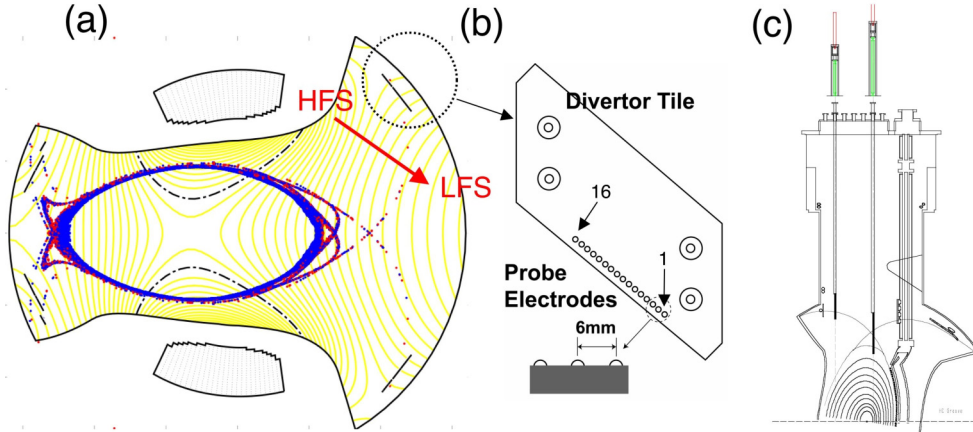 (a)
HFS
LFS
(b)
Divertor Tile
16
1
Probe
Electrodes
6mm
(c)